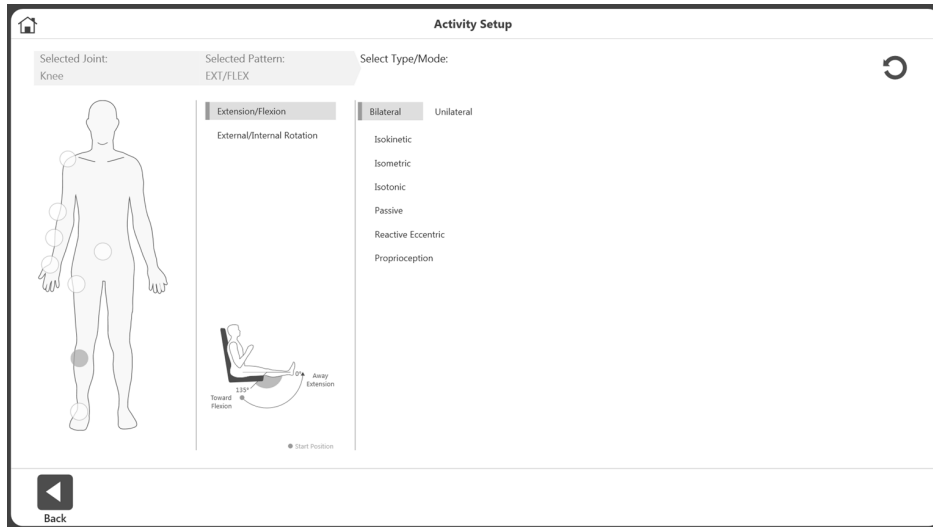 Activity Setup
Selected Joint:
Knee
Selected Pattern:
EXT/FLEX
Select Type/Mode:
Extension/Flexion
External/Internal Rotation
Bilateral
Unilateral
Isokinetic
Isometric
Isotonic
Passive
Reactive Eccentric
Proprioception
0°
Away
Extension
135°
Toward
Flexion
Start Position
Back